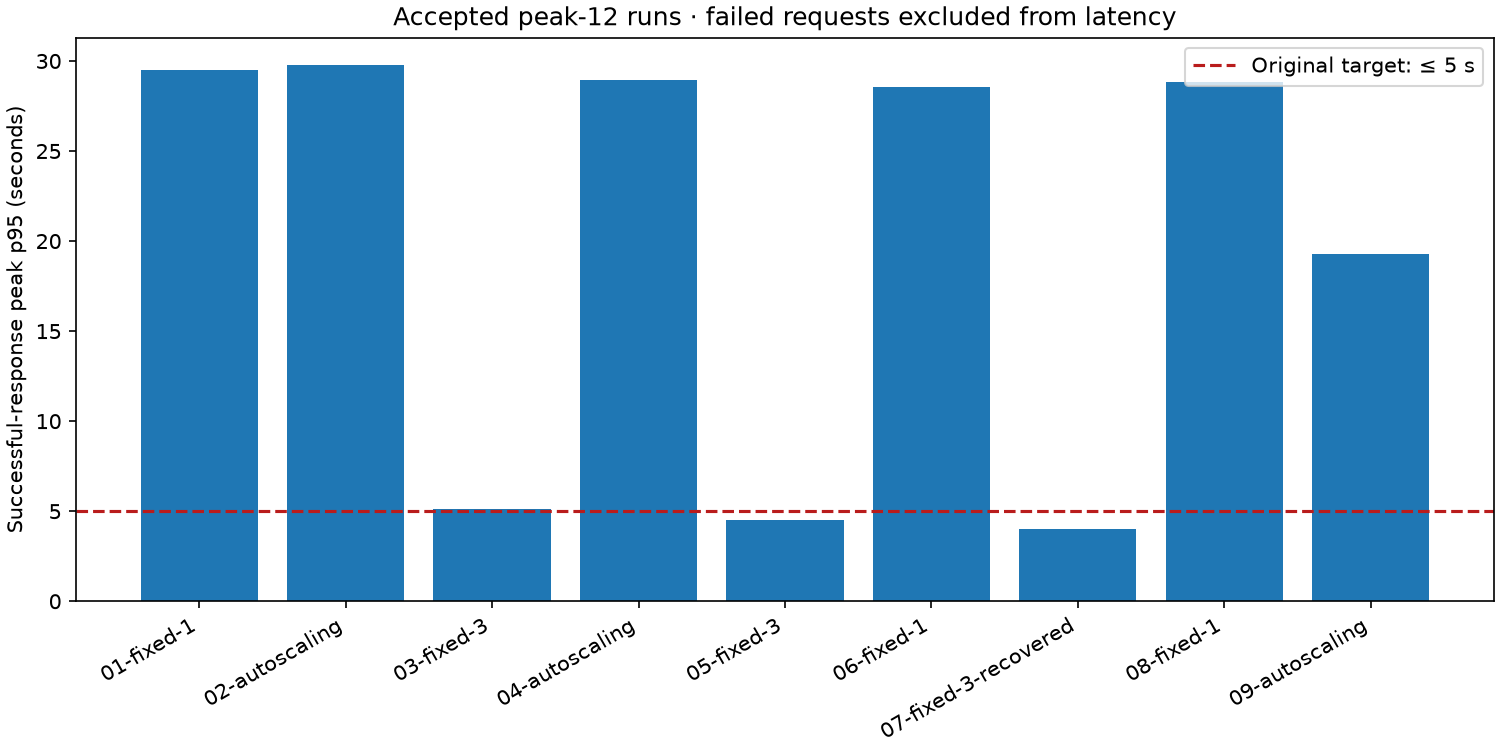 Accepted peak-12 runs · failed requests excluded from latency
Original target: ≤ 5 s
Successful-response peak p95 (seconds)
30
25
20
15
10
5
0
01-fixed-1
02-autoscaling
03-fixed-3
04-autoscaling
05-fixed-3
06-fixed-1
07-fixed-3-recovered
08-fixed-1
09-autoscaling